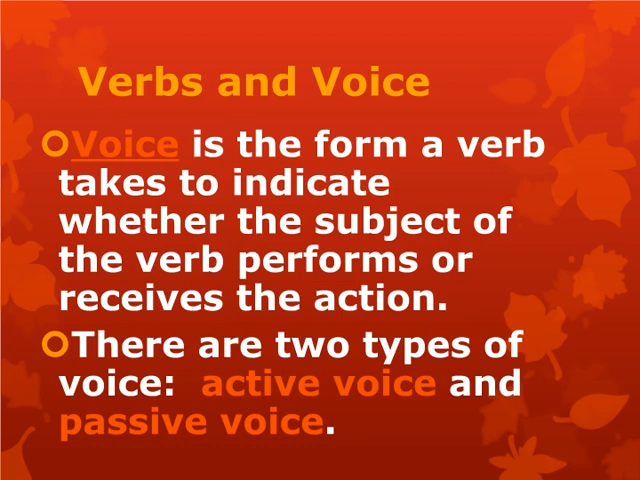 Verbs and Voice
Voice is the form a verb
takes to indicate
whether the subject of
the verb performs or
receives the action.
There are two types of
voice:  active voice and
passive voice.